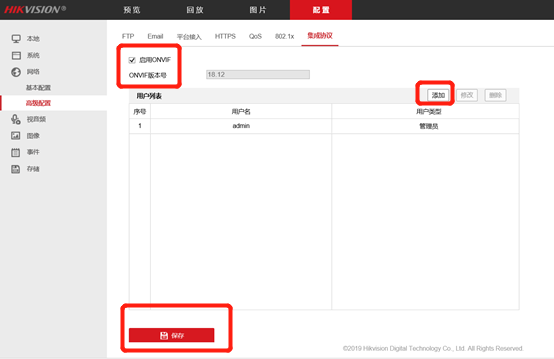 HIKVISION®
预览 回放 图片 配置
本地
系统
网络
基本配置
高级配置
视音频
图像
事件
存储
FTP Email 平台接入 HTTPS QoS 802.1x 集成协议
启用ONVIF
ONVIF版本号 18.12
用户列表 添加 修改 删除
序号 用户名 用户类型
1 admin 管理员
保存
©2019 Hikvision Digital Technology Co., Ltd. All Rights Reserved.